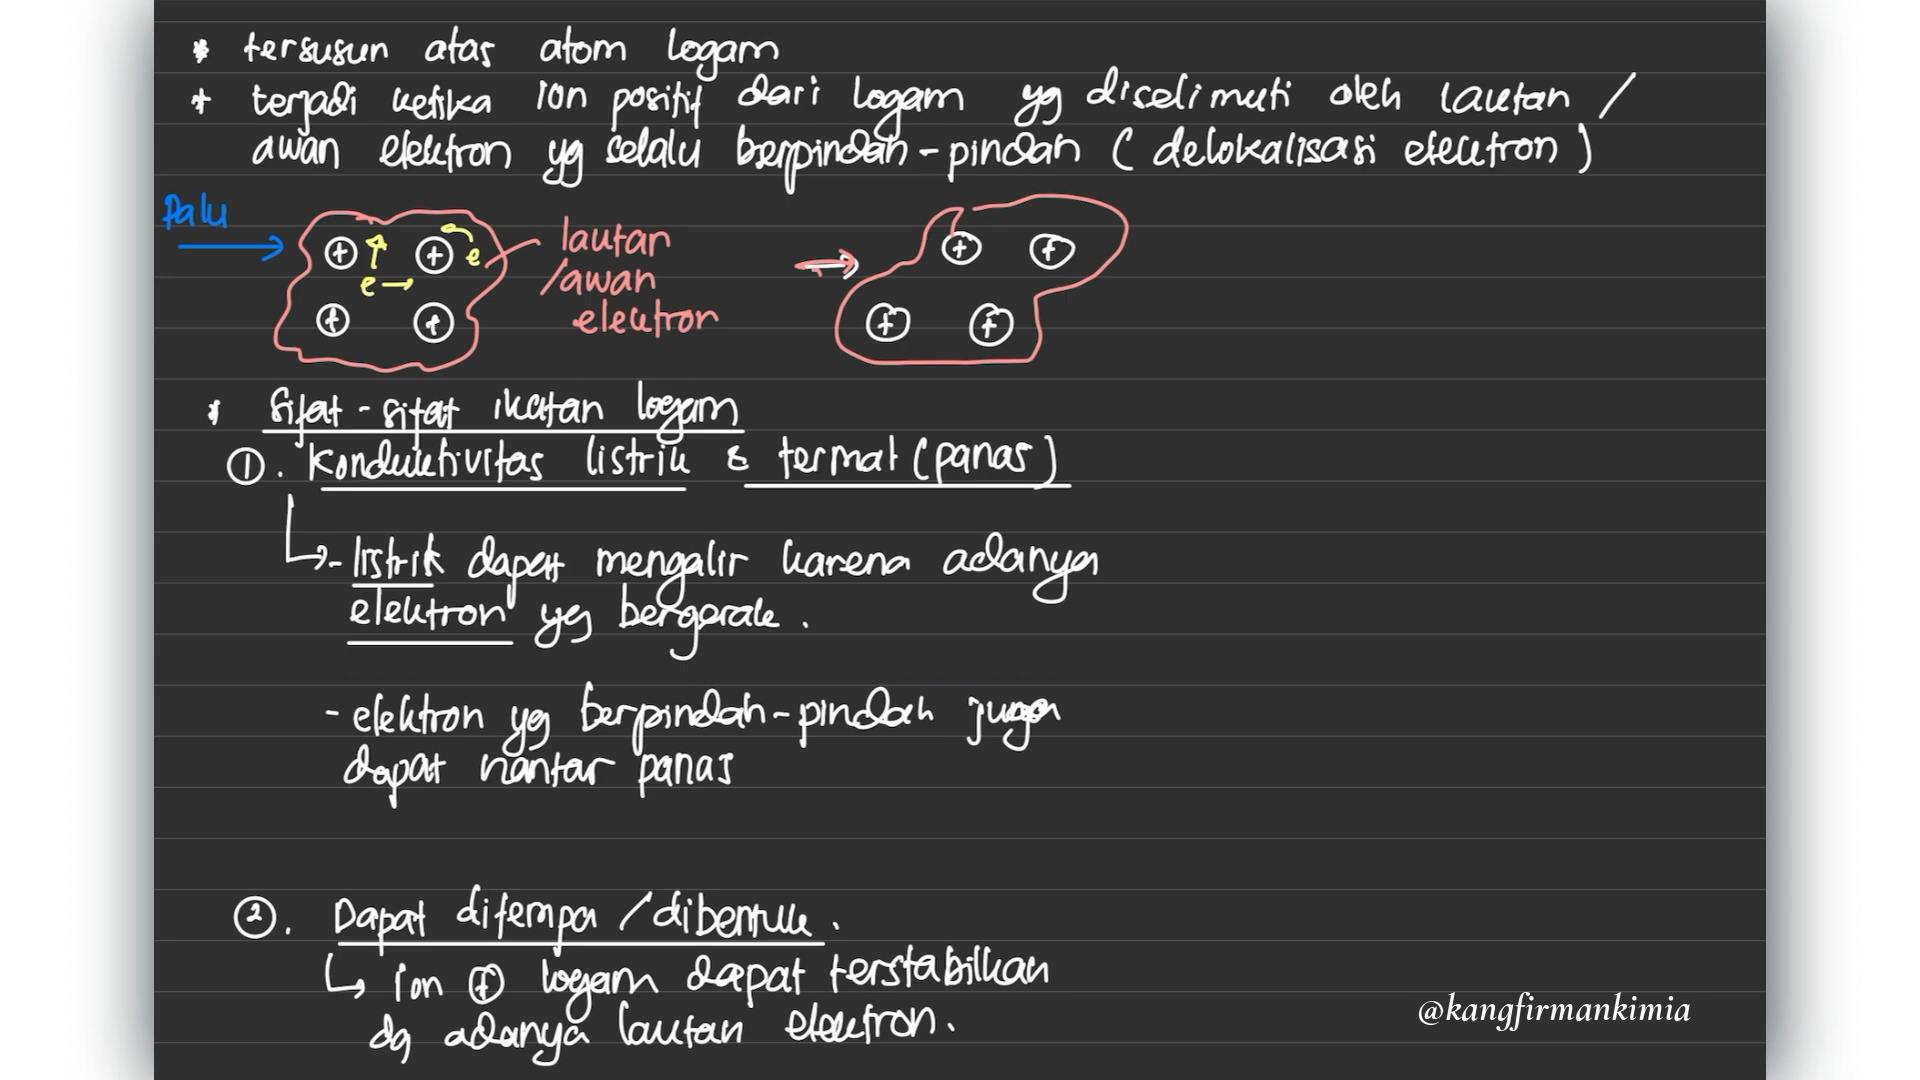 * tersusun atas atom logam
+ terjadi ketika ion positif dari logam yg diselimuti oleh lautan /
awan elektron yg selalu berpindah-pindah (delokalisasi elektron)
Palu
+ + e
e
+ +
lautan
/awan
elektron
+ +
+ +
* Sifat-sifat ikatan logam
①. Konduktivitas listrik & termal (panas)
- listrik dapat mengalir karena adanya
elektron yg bergerak.
- elektron yg berpindah-pindah juga
dapat hantar panas
②. Dapat ditempa / dibentuk.
↳ ion ⊕ logam dapat terstabilkan
dg adanya lautan elektron.
@kangfirmankimia